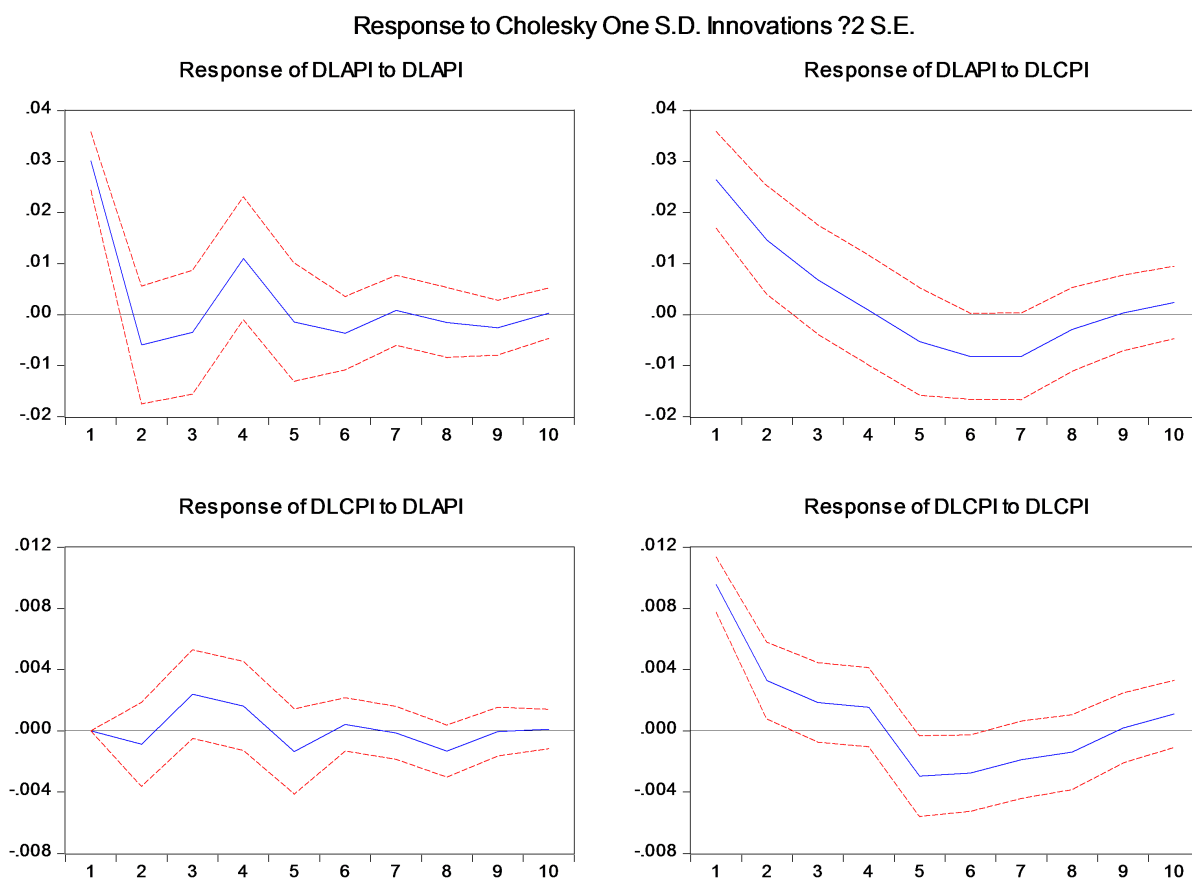 Response to Cholesky One S.D. Innovations ?2 S.E.
Response of DLAPI to DLAPI
.04
.03
.02
.01
.00
-.01
-.02
1 2 3 4 5 6 7 8 9 10
Response of DLAPI to DLCPI
.04
.03
.02
.01
.00
-.01
-.02
1 2 3 4 5 6 7 8 9 10
Response of DLCPI to DLAPI
.012
.008
.004
.000
-.004
-.008
1 2 3 4 5 6 7 8 9 10
Response of DLCPI to DLCPI
.012
.008
.004
.000
-.004
-.008
1 2 3 4 5 6 7 8 9 10